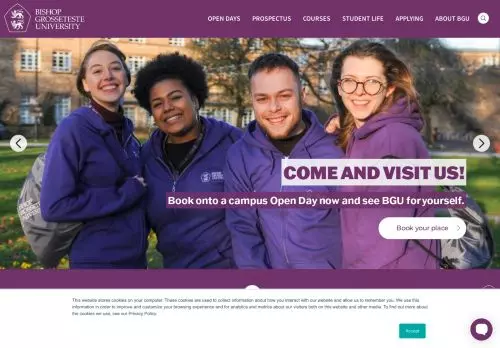 BISHOP
GROSSETESTE
UNIVERSITY
OPEN DAYS
PROSPECTUS
COURSES
STUDENT LIFE
APPLYING
ABOUT BGU
COME AND VISIT US!
Book onto a campus Open Day now and see BGU for yourself.
Book your place
This website stores cookies on your computer. These cookies are used to collect information about how you interact with our website and allow us to remember you. We use this
information in order to improve and customize your browsing experience and for analytics and metrics about our visitors both on this website and other media. To find out more about
the cookies we use, see our Privacy Policy.
Accept